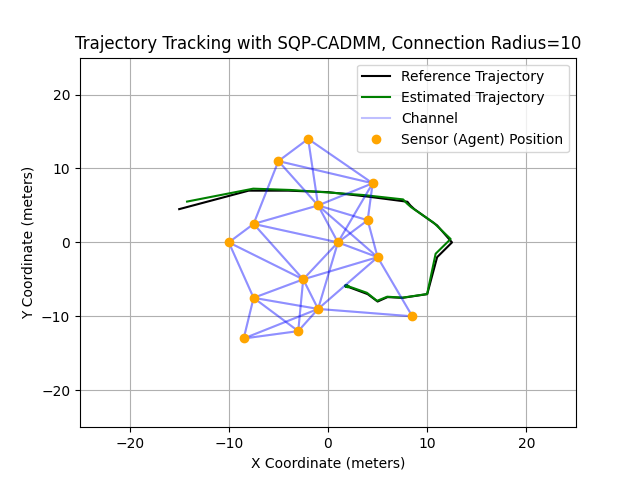 Trajectory Tracking with SQP-CADMM, Connection Radius=10
Reference Trajectory
Estimated Trajectory
Channel
Sensor (Agent) Position
20
10
0
−10
−20
Y Coordinate (meters)
−20 −10 0 10 20
X Coordinate (meters)